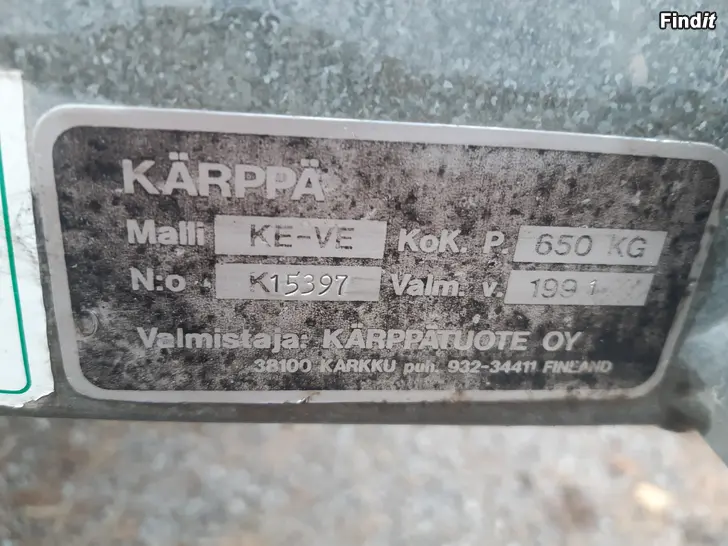 Findit
KÄRPPÄ
Malli KE-VE KoK. P. 650 KG
N:o K15397 Valm. v. 1991
Valmistaja: KÄRPPÄTUOTE OY
38100 KARKKU puh. 932-34411 FINLAND